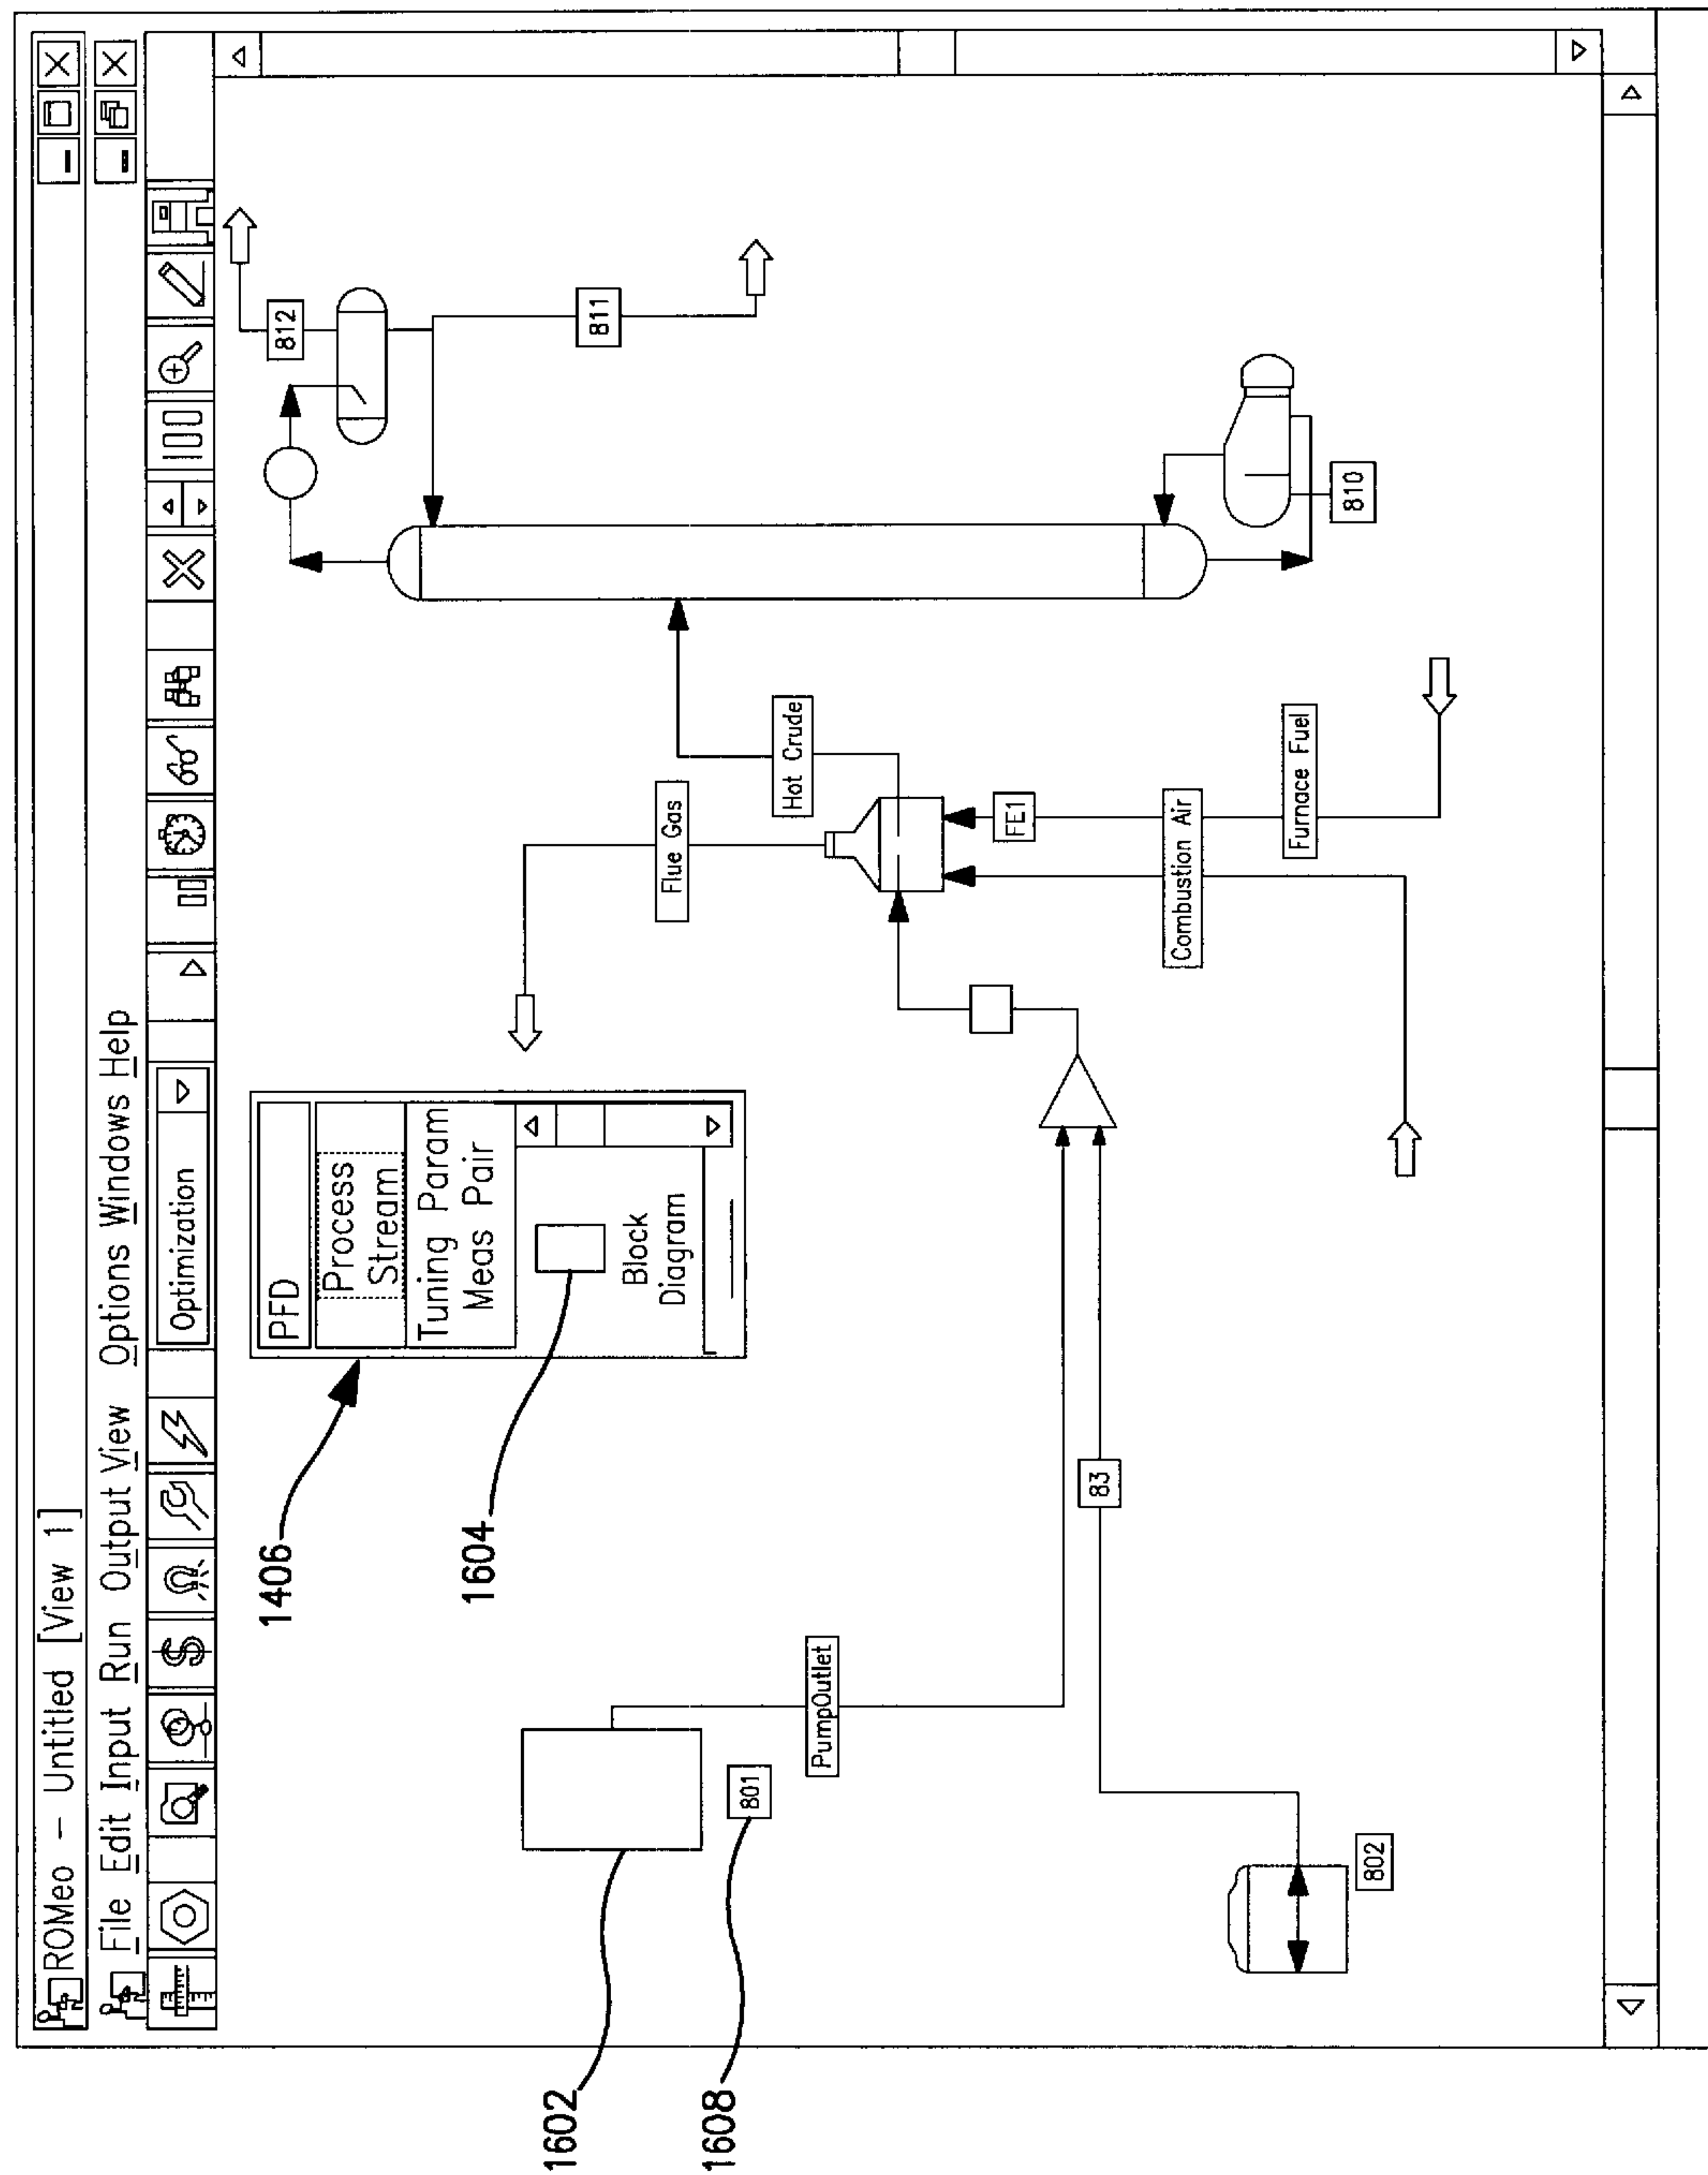 ROMeo – Untitled [View 1]
File Edit Input Run Output View Options Windows Help
Optimization
1406
PFD
Process
Stream
Tuning Param
Meas Pair
Block
Diagram
1604
1602
1608
801
PumpOutlet
83
802
Flue Gas
Hot Crude
FE1
Combustion Air
Furnace Fuel
812
811
810